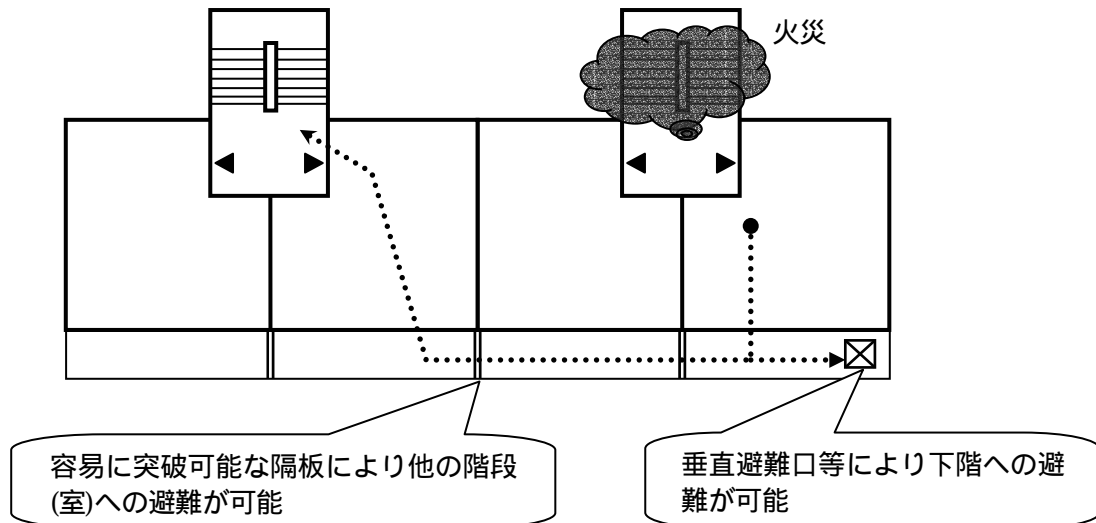 火災
容易に突破可能な隔板により他の階段
(室)への避難が可能
垂直避難口等により下階への避
難が可能